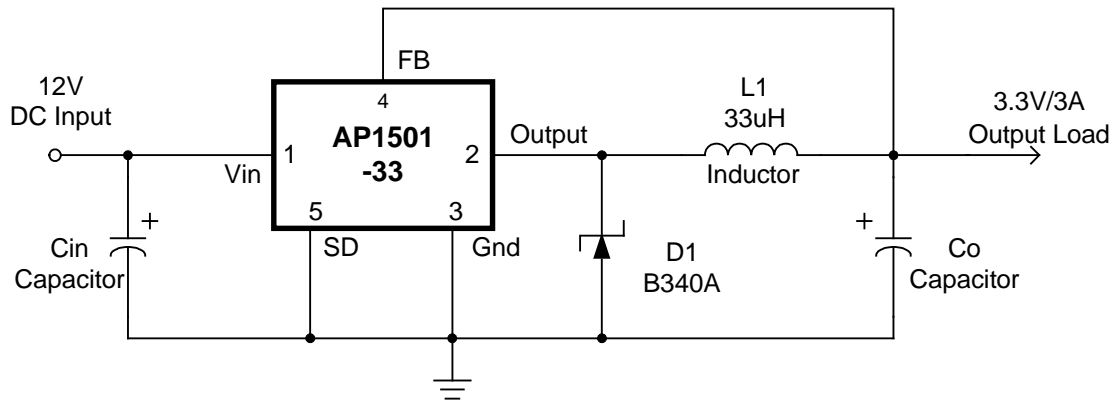 FB
12V
DC Input
4
AP1501
-33
1
2
Vin
Output
L1
33uH
Inductor
3.3V/3A
Output Load
5
3
SD
Gnd
+
Cin
Capacitor
D1
B340A
+
Co
Capacitor